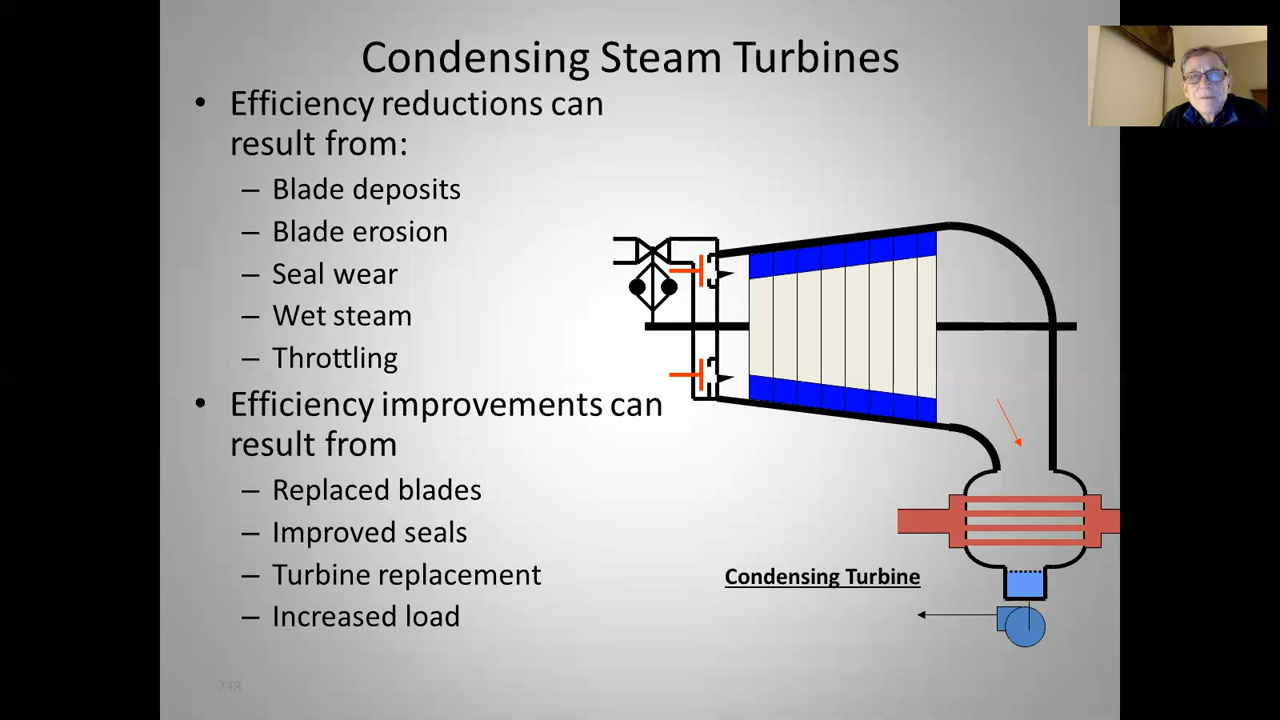 Condensing Steam Turbines
• Efficiency reductions can
result from:
– Blade deposits
– Blade erosion
– Seal wear
– Wet steam
– Throttling
• Efficiency improvements can
result from
– Replaced blades
– Improved seals
– Turbine replacement
– Increased load
Condensing Turbine
238